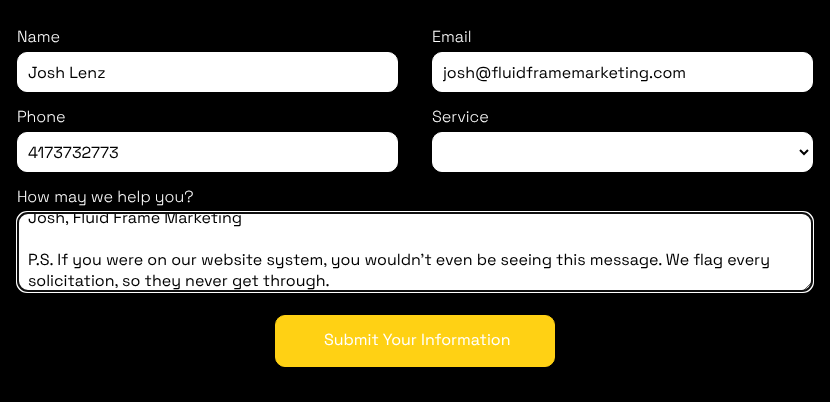 Name
Email
Josh Lenz
josh@fluidframemarketing.com
Phone
Service
4173732773
How may we help you?
Josh, Fluid Frame Marketing
P.S. If you were on our website system, you wouldn't even be seeing this message. We flag every
solicitation, so they never get through.
Submit Your Information